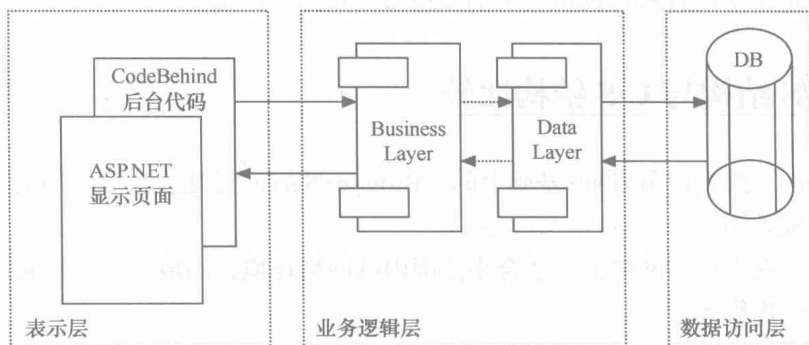 CodeBehind
后台代码
ASP.NET
显示页面
Business
Layer
Data
Layer
DB
表示层
业务逻辑层
数据访问层